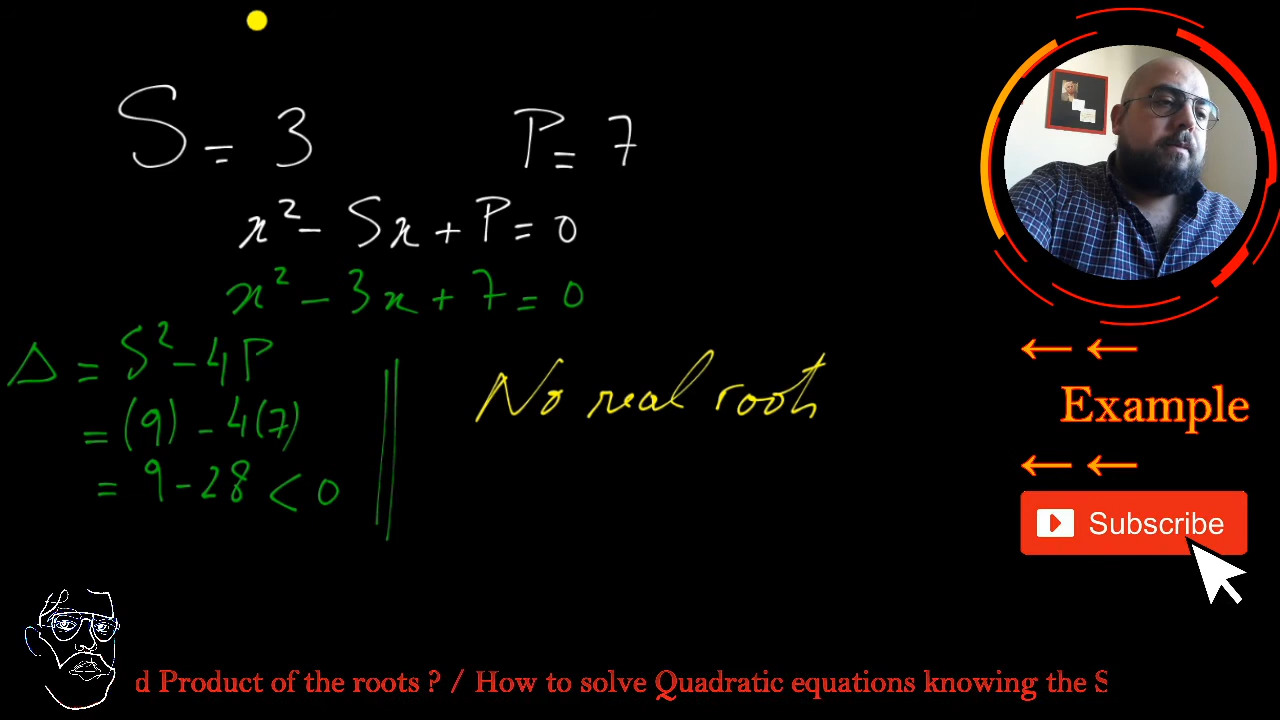 S = 3 P = 7
x² - Sx + P = 0
x² - 3x + 7 = 0
Δ = S² - 4P
= (9) - 4(7)
= 9 - 28 < 0
No real roots
← ←
Example
← ←
Subscribe
d Product of the roots ? / How to solve Quadratic equations knowing the S